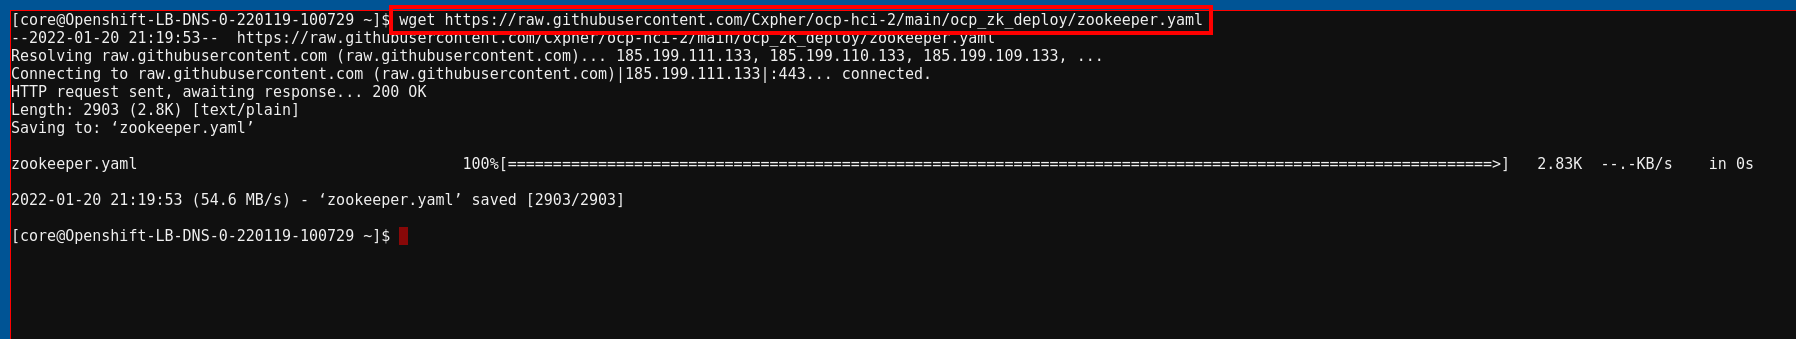 [core@Openshift-LB-DNS-0-220119-100729 ~]$ wget https://raw.githubusercontent.com/Cxpher/ocp-hci-2/main/ocp_zk_deploy/zookeeper.yaml
--2022-01-20 21:19:53--  https://raw.githubusercontent.com/Cxpher/ocp-hci-2/main/ocp_zk_deploy/zookeeper.yaml
Resolving raw.githubusercontent.com (raw.githubusercontent.com)... 185.199.111.133, 185.199.110.133, 185.199.109.133, ...
Connecting to raw.githubusercontent.com (raw.githubusercontent.com)|185.199.111.133|:443... connected.
HTTP request sent, awaiting response... 200 OK
Length: 2903 (2.8K) [text/plain]
Saving to: ‘zookeeper.yaml’
zookeeper.yaml                                    100%[=============================================================================================================>]   2.83K  --.-KB/s    in 0s
2022-01-20 21:19:53 (54.6 MB/s) - ‘zookeeper.yaml’ saved [2903/2903]
[core@Openshift-LB-DNS-0-220119-100729 ~]$